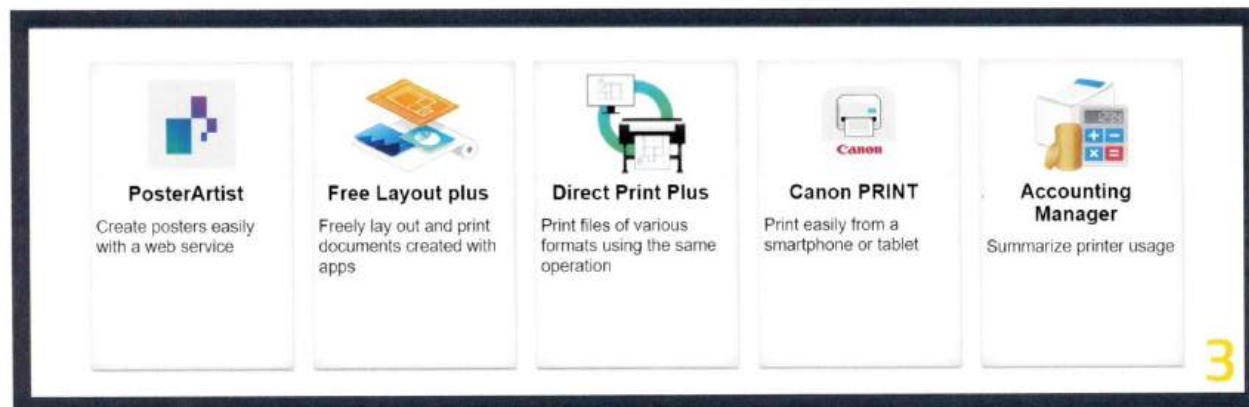 PosterArtist
Create posters easily
with a web service
Free Layout plus
Freely lay out and print
documents created with
apps
Direct Print Plus
Print files of various
formats using the same
operation
Canon
Canon PRINT
Print easily from a
smartphone or tablet
1234
Accounting
Manager
Summarize printer usage
3